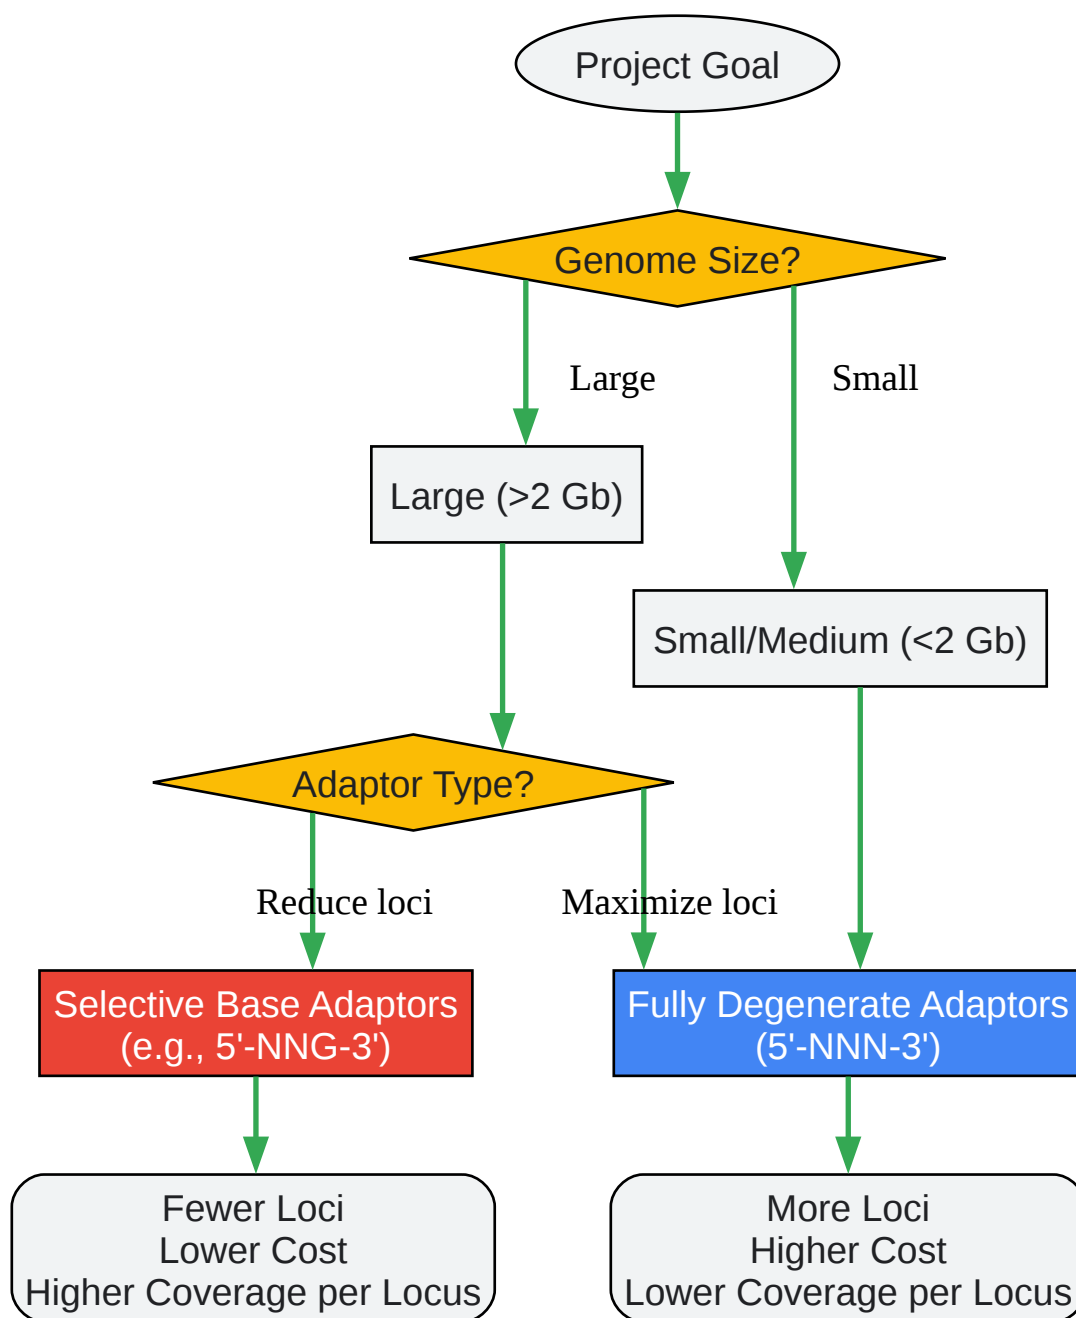 Project Goal
Genome Size?
Large
Small
Large (>2 Gb)
Small/Medium (<2 Gb)
Adaptor Type?
Reduce loci
Maximize loci
Selective Base Adaptors
(e.g., 5'-NNG-3')
Fully Degenerate Adaptors
(5'-NNN-3')
Fewer Loci
Lower Cost
Higher Coverage per Locus
More Loci
Higher Cost
Lower Coverage per Locus